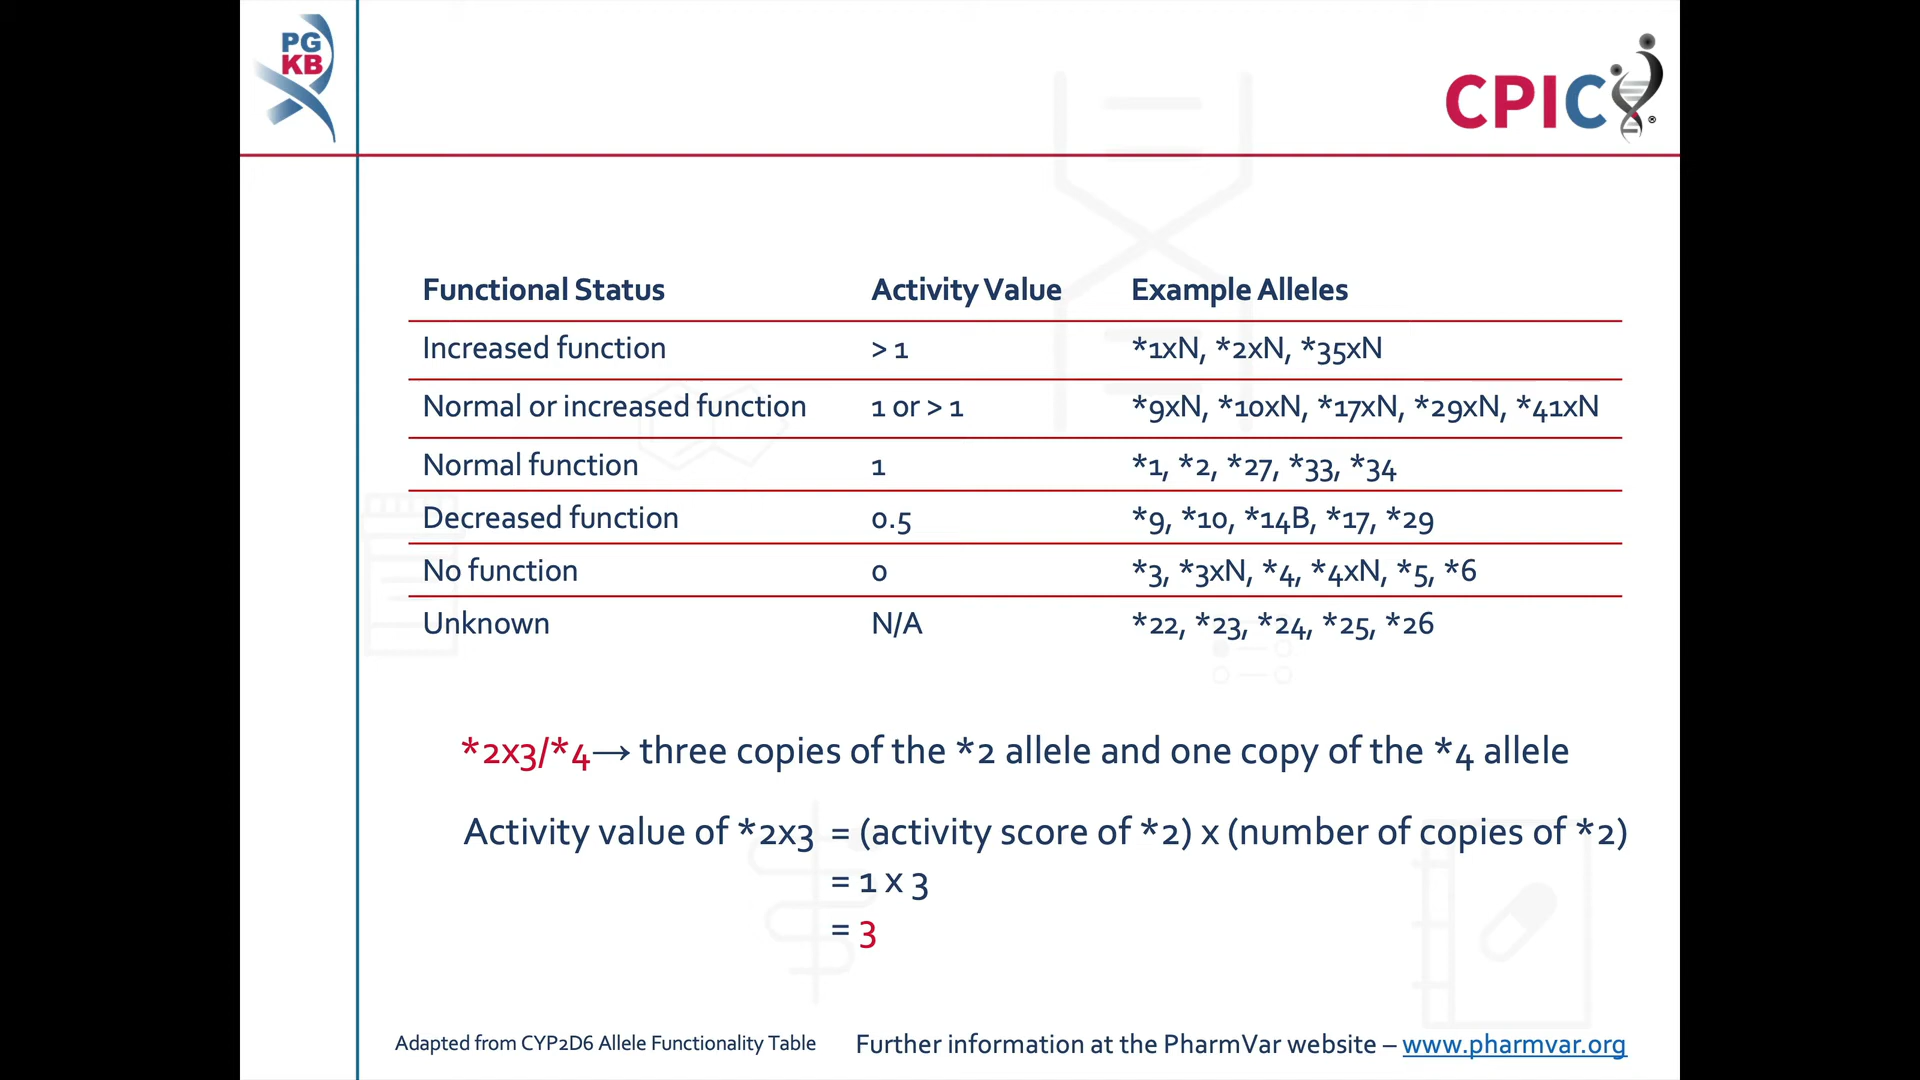 PG
KB
CPIC®
Functional Status Activity Value Example Alleles
Increased function > 1 *1xN, *2xN, *35xN
Normal or increased function 1 or > 1 *9xN, *10xN, *17xN, *29xN, *41xN
Normal function 1 *1, *2, *27, *33, *34
Decreased function 0.5 *9, *10, *14B, *17, *29
No function 0 *3, *3xN, *4, *4xN, *5, *6
Unknown N/A *22, *23, *24, *25, *26
*2x3/*4→ three copies of the *2 allele and one copy of the *4 allele
Activity value of *2x3 = (activity score of *2) x (number of copies of *2)
= 1 x 3
= 3
Adapted from CYP2D6 Allele Functionality Table Further information at the PharmVar website – www.pharmvar.org